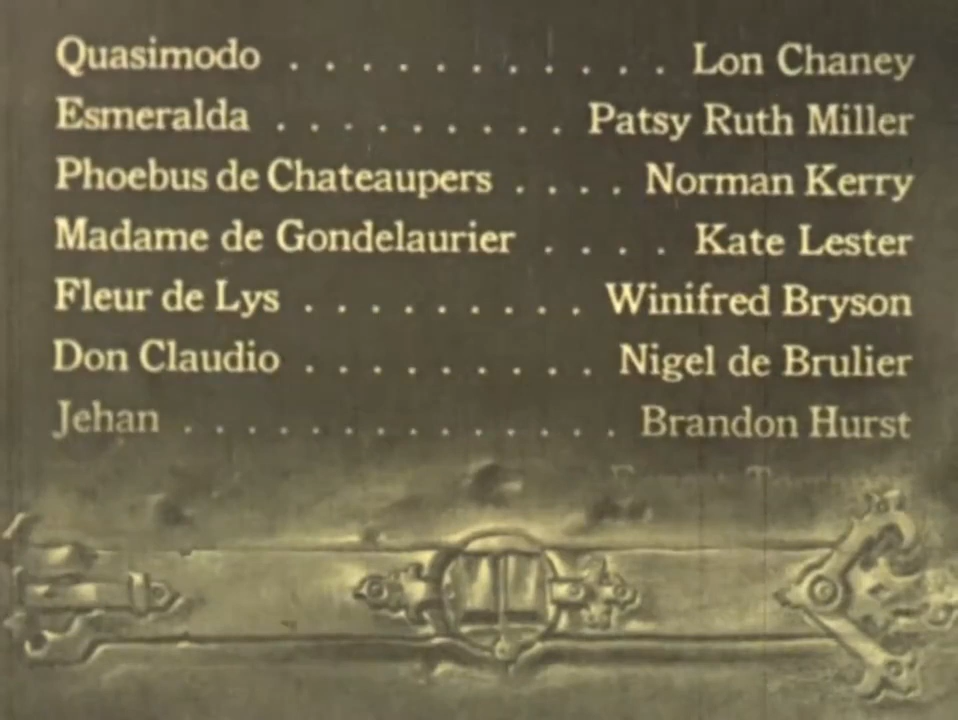 Quasimodo . . . . . . . . . . . . Lon Chaney
Esmeralda . . . . . . . . . Patsy Ruth Miller
Phoebus de Chateaupers . . . . Norman Kerry
Madame de Gondelaurier . . . . Kate Lester
Fleur de Lys . . . . . . . . . Winifred Bryson
Don Claudio . . . . . . . . . Nigel de Brulier
Jehan . . . . . . . . . . . . . . Brandon Hurst